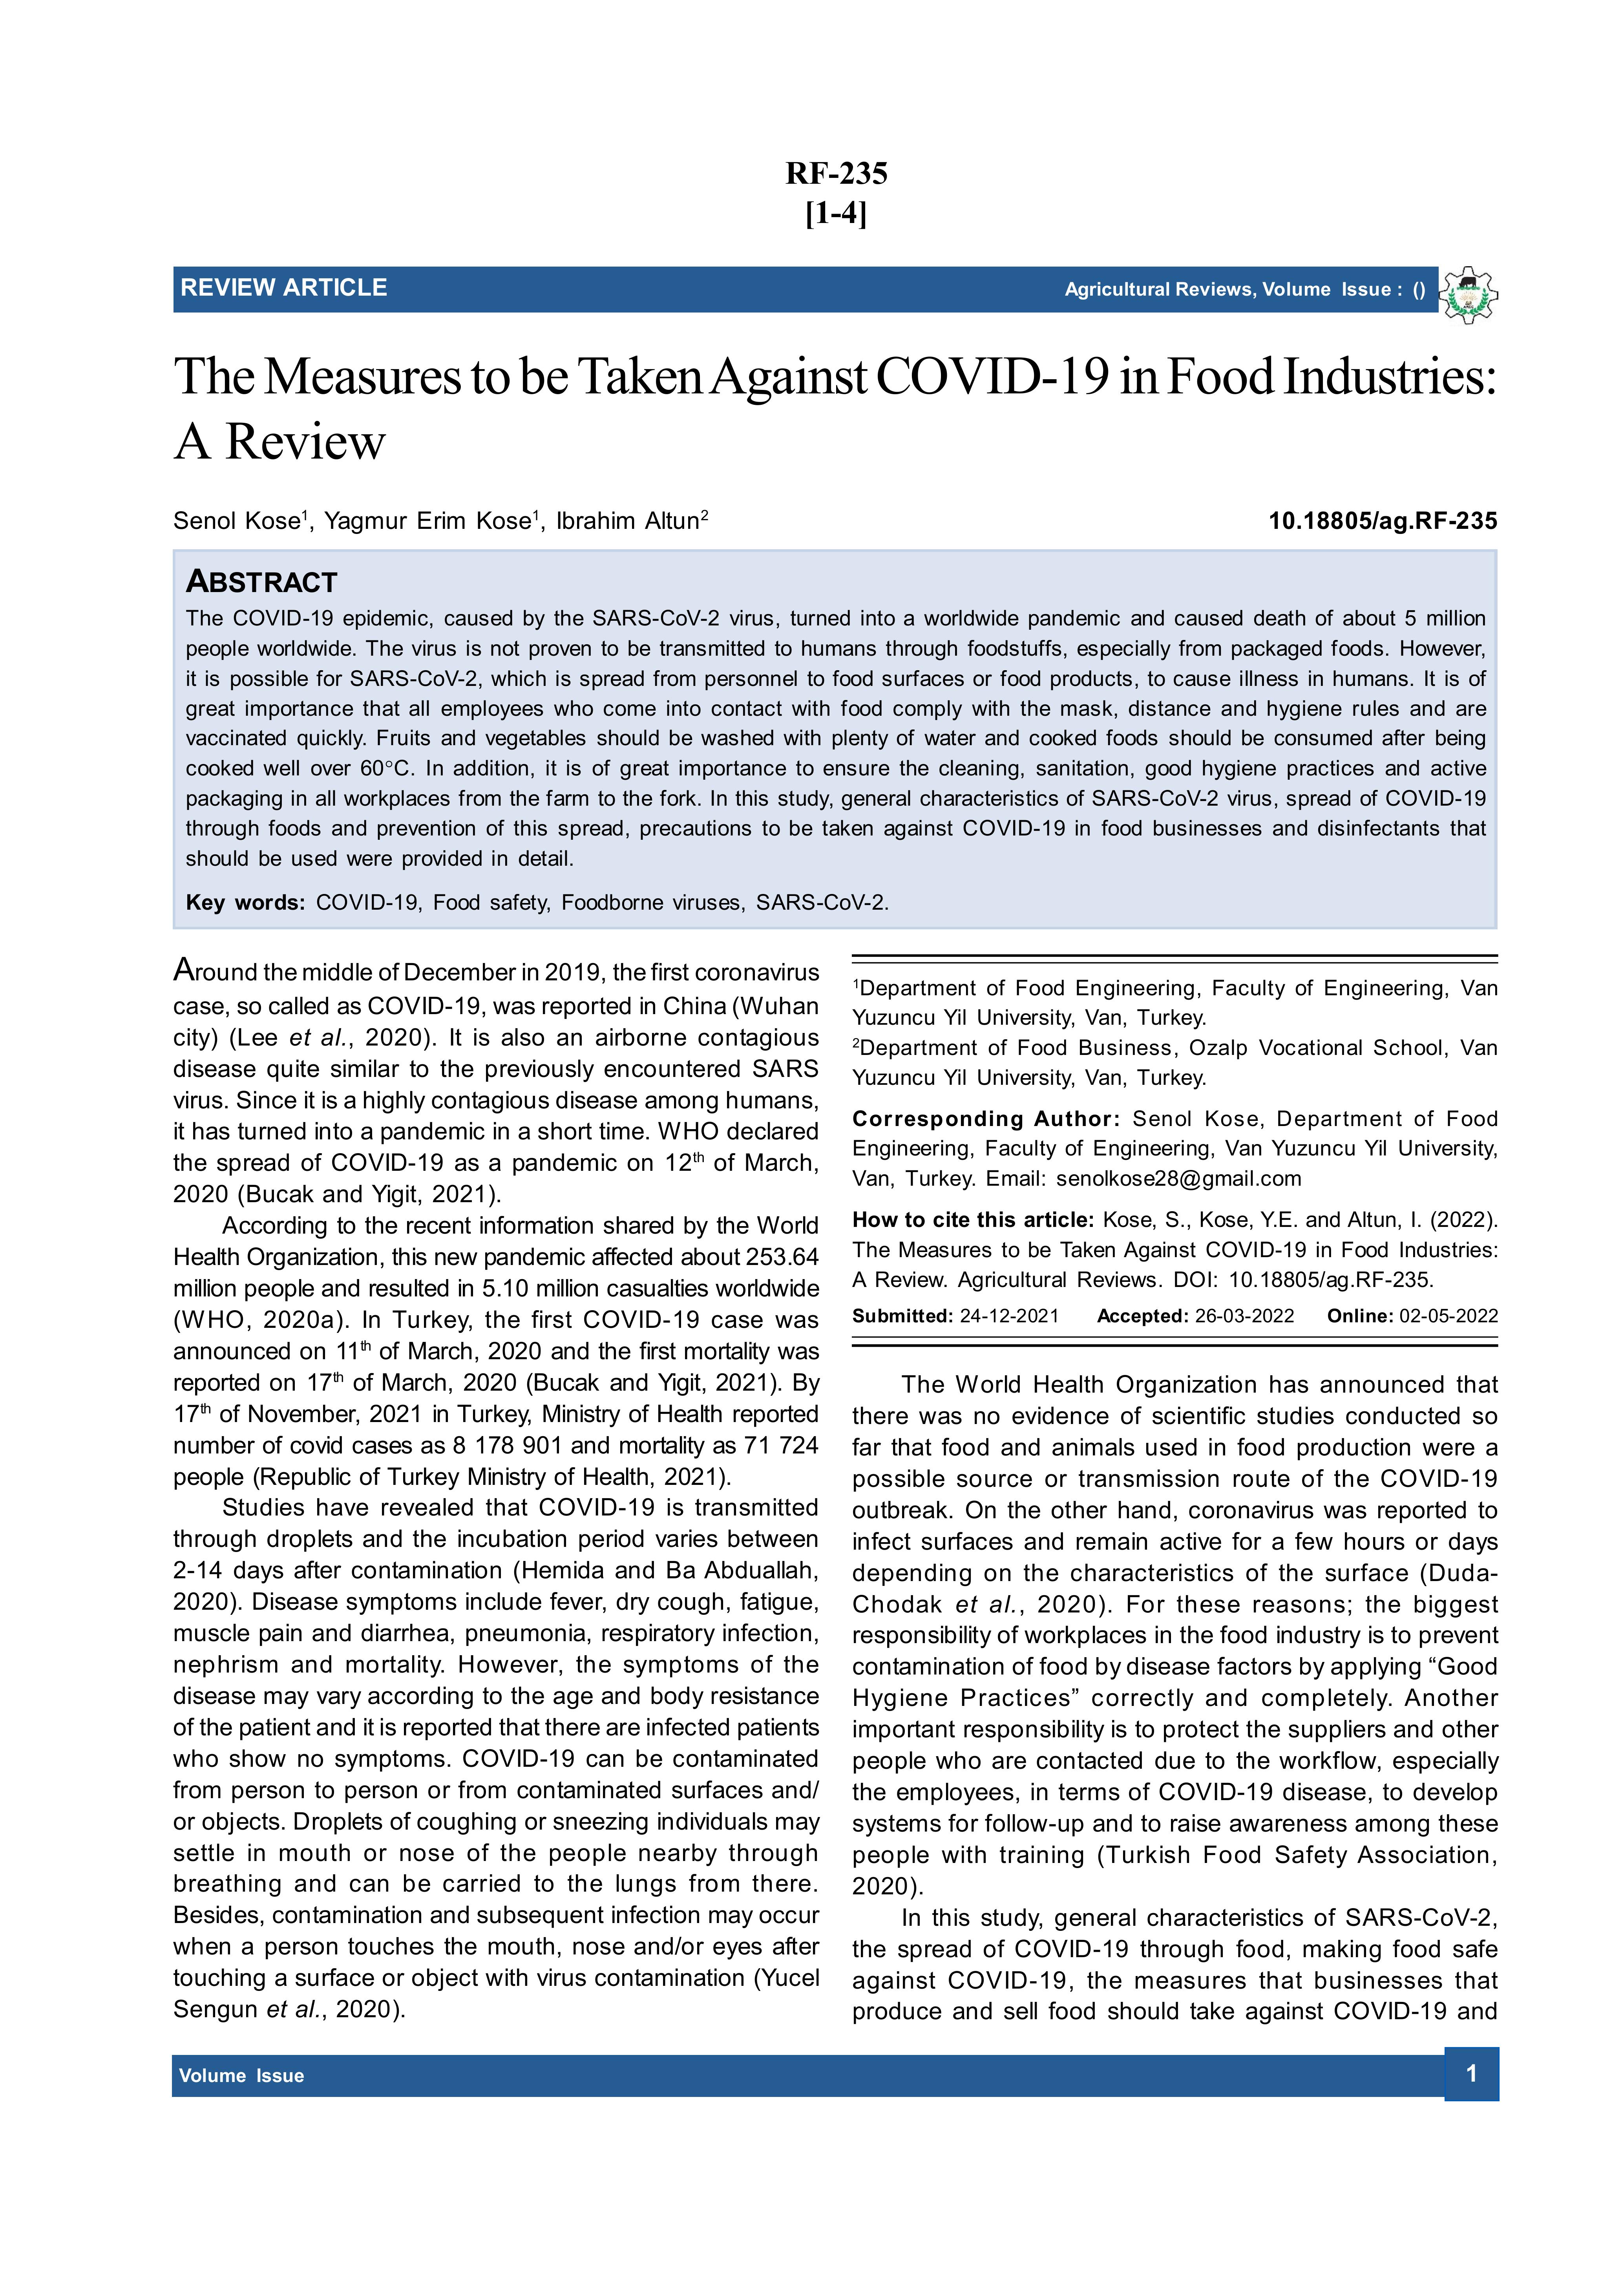 RF-235
[1-4]
REVIEW ARTICLE
Agricultural Reviews, Volume Issue : ()
The Measures to be Taken Against COVID-19 in Food Industries:
A Review
Senol Kose¹, Yagmur Erim Kose¹, Ibrahim Altun²
10.18805/ag.RF-235
ABSTRACT
The COVID-19 epidemic, caused by the SARS-CoV-2 virus, turned into a worldwide pandemic and caused death of about 5 million
people worldwide. The virus is not proven to be transmitted to humans through foodstuffs, especially from packaged foods. However,
it is possible for SARS-CoV-2, which is spread from personnel to food surfaces or food products, to cause illness in humans. It is of
great importance that all employees who come into contact with food comply with the mask, distance and hygiene rules and are
vaccinated quickly. Fruits and vegetables should be washed with plenty of water and cooked foods should be consumed after being
cooked well over 60°C. In addition, it is of great importance to ensure the cleaning, sanitation, good hygiene practices and active
packaging in all workplaces from the farm to the fork. In this study, general characteristics of SARS-CoV-2 virus, spread of COVID-19
through foods and prevention of this spread, precautions to be taken against COVID-19 in food businesses and disinfectants that
should be used were provided in detail.
Key words: COVID-19, Food safety, Foodborne viruses, SARS-CoV-2.
Around the middle of December in 2019, the first coronavirus
case, so called as COVID-19, was reported in China (Wuhan
city) (Lee et al., 2020). It is also an airborne contagious
disease quite similar to the previously encountered SARS
virus. Since it is a highly contagious disease among humans,
it has turned into a pandemic in a short time. WHO declared
the spread of COVID-19 as a pandemic on 12th of March,
2020 (Bucak and Yigit, 2021).
According to the recent information shared by the World
Health Organization, this new pandemic affected about 253.64
million people and resulted in 5.10 million casualties worldwide
(WHO, 2020a). In Turkey, the first COVID-19 case was
announced on 11th of March, 2020 and the first mortality was
reported on 17th of March, 2020 (Bucak and Yigit, 2021). By
17th of November, 2021 in Turkey, Ministry of Health reported
number of covid cases as 8 178 901 and mortality as 71 724
people (Republic of Turkey Ministry of Health, 2021).
Studies have revealed that COVID-19 is transmitted
through droplets and the incubation period varies between
2-14 days after contamination (Hemida and Ba Abduallah,
2020). Disease symptoms include fever, dry cough, fatigue,
muscle pain and diarrhea, pneumonia, respiratory infection,
nephrism and mortality. However, the symptoms of the
disease may vary according to the age and body resistance
of the patient and it is reported that there are infected patients
who show no symptoms. COVID-19 can be contaminated
from person to person or from contaminated surfaces and/
or objects. Droplets of coughing or sneezing individuals may
settle in mouth or nose of the people nearby through
breathing and can be carried to the lungs from there.
Besides, contamination and subsequent infection may occur
when a person touches the mouth, nose and/or eyes after
touching a surface or object with virus contamination (Yucel
Sengun et al., 2020).
¹Department of Food Engineering, Faculty of Engineering, Van
Yuzuncu Yil University, Van, Turkey.
²Department of Food Business, Ozalp Vocational School, Van
Yuzuncu Yil University, Van, Turkey.
Corresponding Author: Senol Kose, Department of Food
Engineering, Faculty of Engineering, Van Yuzuncu Yil University,
Van, Turkey. Email: senolkose28@gmail.com
How to cite this article: Kose, S., Kose, Y.E. and Altun, I. (2022).
The Measures to be Taken Against COVID-19 in Food Industries:
A Review. Agricultural Reviews. DOI: 10.18805/ag.RF-235.
Submitted: 24-12-2021 Accepted: 26-03-2022 Online: 02-05-2022
The World Health Organization has announced that
there was no evidence of scientific studies conducted so
far that food and animals used in food production were a
possible source or transmission route of the COVID-19
outbreak. On the other hand, coronavirus was reported to
infect surfaces and remain active for a few hours or days
depending on the characteristics of the surface (Duda-
Chodak et al., 2020). For these reasons; the biggest
responsibility of workplaces in the food industry is to prevent
contamination of food by disease factors by applying “Good
Hygiene Practices” correctly and completely. Another
important responsibility is to protect the suppliers and other
people who are contacted due to the workflow, especially
the employees, in terms of COVID-19 disease, to develop
systems for follow-up and to raise awareness among these
people with training (Turkish Food Safety Association,
2020).
In this study, general characteristics of SARS-CoV-2,
the spread of COVID-19 through food, making food safe
against COVID-19, the measures that businesses that
produce and sell food should take against COVID-19 and
Volume Issue
1